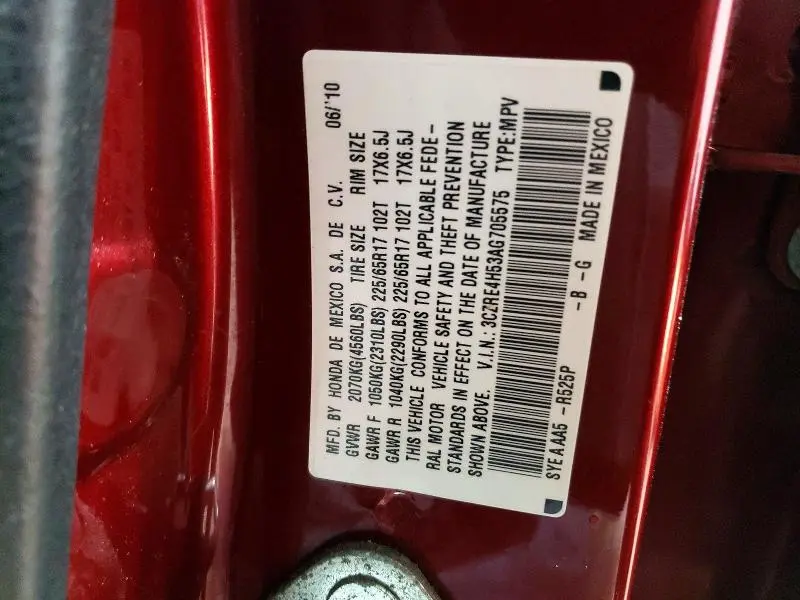 MFD. BY HONDA DE MEXICO S.A. DE C.V. 06/'10
GVWR 2070KG(4560LBS) TIRE SIZE RIM SIZE
GAWR F 1050KG(2310LBS) 225/65R17 102T 17X6.5J
GAWR R 1040KG(2290LBS) 225/65R17 102T 17X6.5J
THIS VEHICLE CONFORMS TO ALL APPLICABLE FEDE-
RAL MOTOR VEHICLE SAFETY AND THEFT PREVENTION
STANDARDS IN EFFECT ON THE DATE OF MANUFACTURE
SHOWN ABOVE. V.I.N.: 3CZRE4H53AG705575 TYPE:MPV
SYEAAA5 -R525P -B -G MADE IN MEXICO